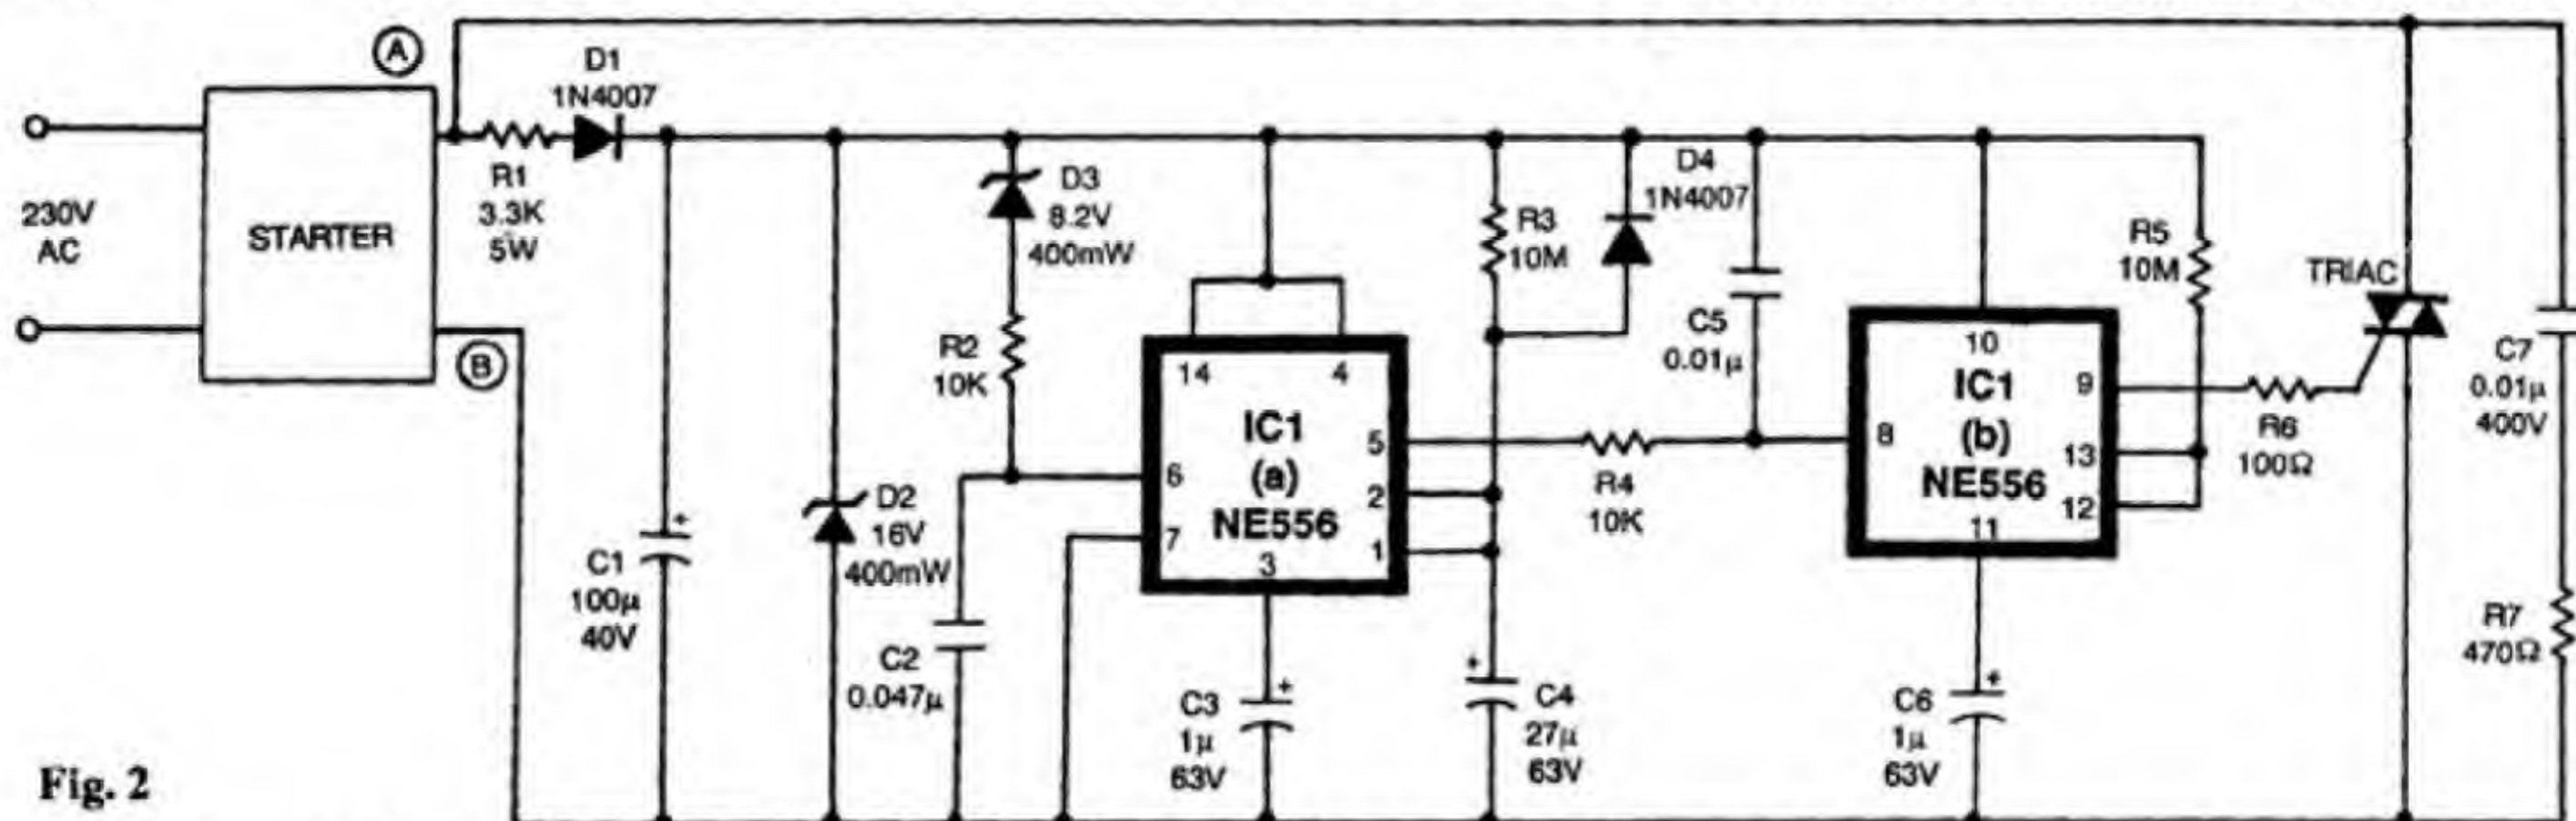 A
D1
1N4007
R1
3.3K
5W
230V
AC
STARTER
B
D3
8.2V
400mW
R3
10M
D4
1N4007
C5
0.01μ
R5
10M
TRIAC
R2
10K
14
4
IC1
(a)
NE556
5
6
2
7
1
3
10
IC1
(b)
NE556
9
8
13
12
11
R6
100Ω
C7
0.01μ
400V
R4
10K
D2
16V
400mW
C1
100μ
40V
C2
0.047μ
+
C3
1μ
63V
+
C4
27μ
63V
+
C6
1μ
63V
+
R7
470Ω
Fig. 2